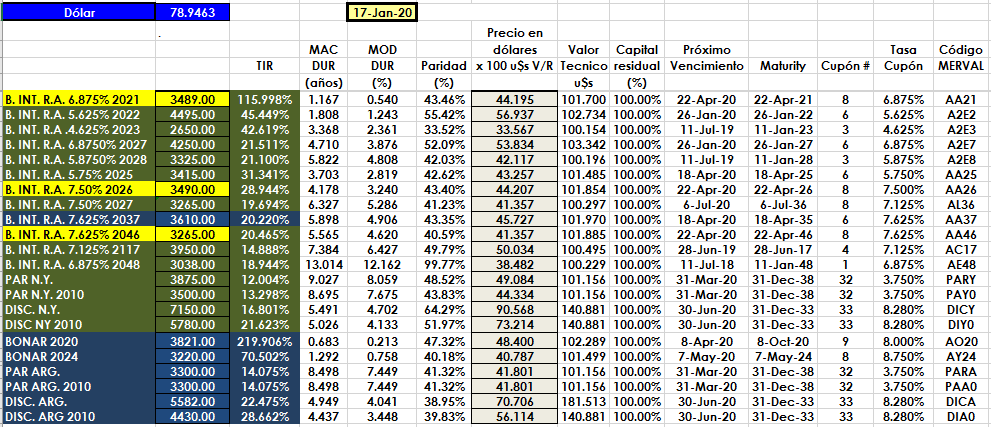 Dólar 78.9463 17-Jan-20
.
Precio en
MAC MOD dólares Valor Capital Próximo Tasa Código
TIR DUR DUR Paridad x 100 u$s V/R Tecnico residual Vencimiento Maturity Cupón # Cupón MERVAL
(años) (%) (%) u$s (%)
B. INT. R.A. 6.875% 2021 3489.00 115.998% 1.167 0.540 43.46% 44.195 101.700 100.00% 22-Apr-20 22-Apr-21 8 6.875% AA21
B. INT. R.A. 5.625% 2022 4495.00 45.449% 1.808 1.243 55.42% 56.937 102.734 100.00% 26-Jan-20 26-Jan-22 6 5.625% A2E2
B. INT. R.A. 4.625% 2023 2650.00 42.619% 3.368 2.361 33.52% 33.567 100.154 100.00% 11-Jul-19 11-Jan-23 3 4.625% A2E3
B. INT. R.A. 6.8750% 2027 4250.00 21.511% 4.710 3.876 52.09% 53.834 103.342 100.00% 26-Jan-20 26-Jan-27 6 6.875% A2E7
B. INT. R.A. 5.8750% 2028 3325.00 21.100% 5.822 4.808 42.03% 42.117 100.196 100.00% 11-Jul-19 11-Jan-28 3 5.875% A2E8
B. INT. R.A. 5.75% 2025 3415.00 31.341% 3.703 2.819 42.62% 43.257 101.485 100.00% 18-Apr-20 18-Apr-25 6 5.750% AA25
B. INT. R.A. 7.50% 2026 3490.00 28.944% 4.178 3.240 43.40% 44.207 101.854 100.00% 22-Apr-20 22-Apr-26 8 7.500% AA26
B. INT. R.A. 7.50% 2027 3265.00 19.694% 6.327 5.286 41.23% 41.357 100.297 100.00% 6-Jul-20 6-Jul-36 8 7.125% AL36
B. INT. R.A. 7.625% 2037 3610.00 20.220% 5.898 4.906 43.35% 45.727 101.970 100.00% 18-Apr-20 18-Apr-35 6 7.625% AA37
B. INT. R.A. 7.625% 2046 3265.00 20.465% 5.565 4.620 40.59% 41.357 101.885 100.00% 22-Apr-20 22-Apr-46 8 7.625% AA46
B. INT. R.A. 7.125% 2117 3950.00 14.888% 7.384 6.427 49.79% 50.034 100.495 100.00% 28-Jun-19 28-Jun-17 4 7.125% AC17
B. INT. R.A. 6.875% 2048 3038.00 18.944% 13.014 12.162 99.77% 38.482 100.229 100.00% 11-Jul-18 11-Jan-48 1 6.875% AE48
PAR N.Y. 3875.00 12.004% 9.027 8.059 48.52% 49.084 101.156 100.00% 31-Mar-20 31-Dec-38 32 3.750% PARY
PAR N.Y. 2010 3500.00 13.298% 8.695 7.675 43.83% 44.334 101.156 100.00% 31-Mar-20 31-Dec-38 32 3.750% PAY0
DISC. N.Y. 7150.00 16.801% 5.491 4.702 64.29% 90.568 140.881 100.00% 30-Jun-20 31-Dec-33 33 8.280% DICY
DISC NY 2010 5780.00 21.623% 5.026 4.133 51.97% 73.214 140.881 100.00% 30-Jun-20 31-Dec-33 33 8.280% DIY0
BONAR 2020 3821.00 219.906% 0.683 0.213 47.32% 48.400 102.289 100.00% 8-Apr-20 8-Oct-20 9 8.000% AO20
BONAR 2024 3220.00 70.502% 1.292 0.758 40.18% 40.787 101.499 100.00% 7-May-20 7-May-24 8 8.750% AY24
PAR ARG. 3300.00 14.075% 8.498 7.449 41.32% 41.801 101.156 100.00% 31-Mar-20 31-Dec-38 32 3.750% PARA
PAR ARG. 2010 3300.00 14.075% 8.498 7.449 41.32% 41.801 101.156 100.00% 31-Mar-20 31-Dec-38 32 3.750% PAA0
DISC. ARG. 5582.00 22.475% 4.949 4.041 38.95% 70.706 181.513 100.00% 30-Jun-20 31-Dec-33 33 8.280% DICA
DISC. ARG 2010 4430.00 28.662% 4.437 3.448 39.83% 56.114 140.881 100.00% 30-Jun-20 31-Dec-33 33 8.280% DIA0